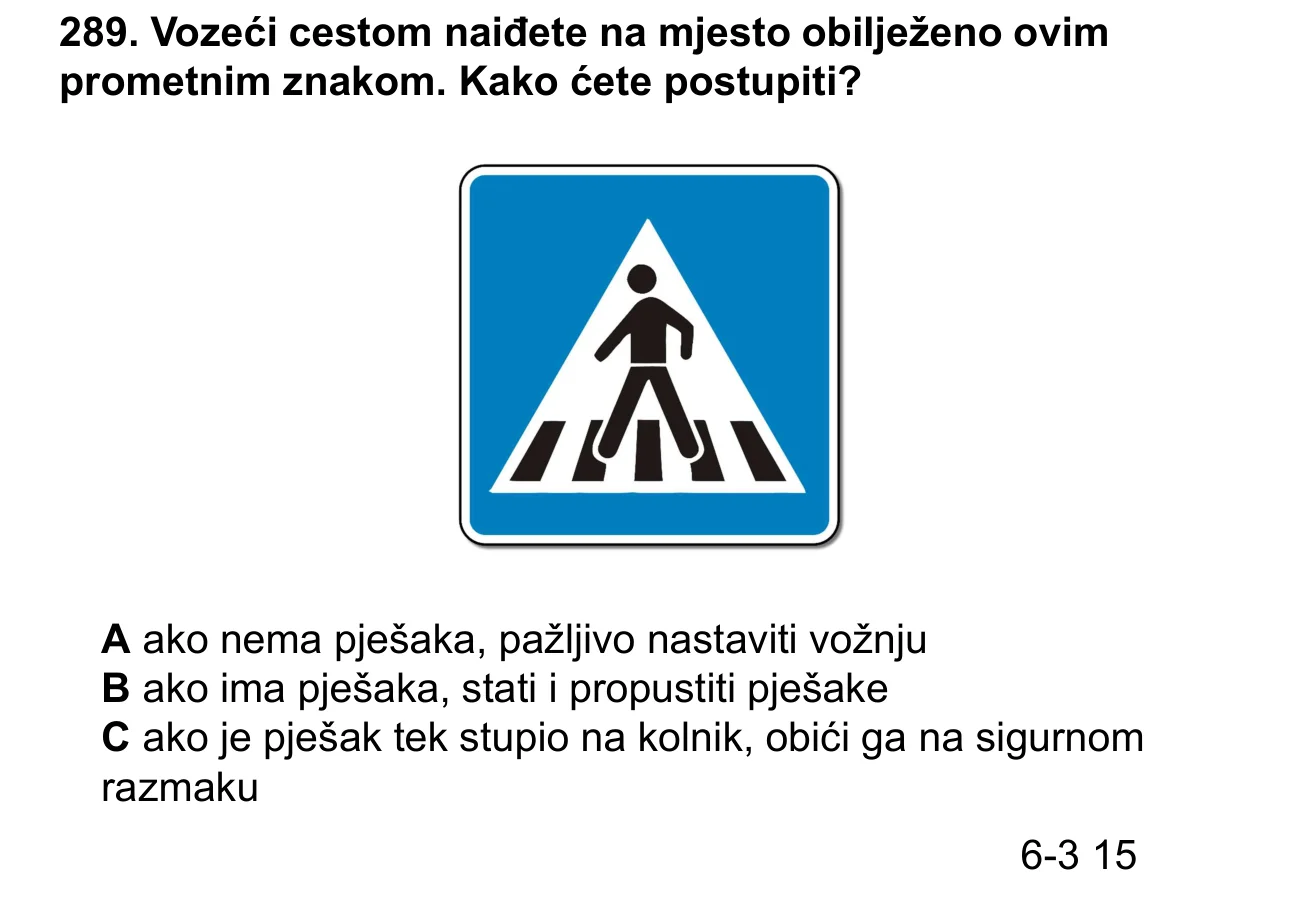 289. Vozeći cestom naiđete na mjesto obilježeno ovim
prometnim znakom. Kako ćete postupiti?
A ako nema pješaka, pažljivo nastaviti vožnju
B ako ima pješaka, stati i propustiti pješake
C ako je pješak tek stupio na kolnik, obići ga na sigurnom
razmaku
6-3 15